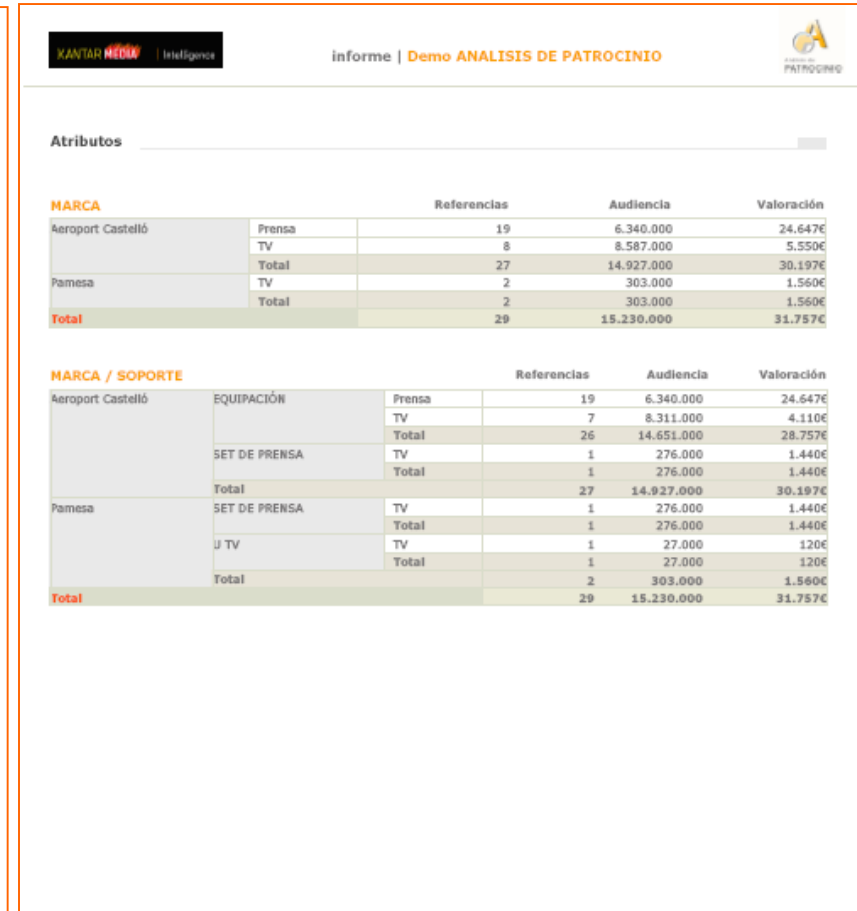 KANTAR MEDIA | Intelligence
informe | Demo ANALISIS DE PATROCINIO
PATROCINIO
Atributos
MARCA Referencias Audiencia Valoración
Aeroport Castelló Prensa 19 6.340.000 24.647€
TV 8 8.587.000 5.550€
Total 27 14.927.000 30.197€
Pamesa TV 2 303.000 1.560€
Total 2 303.000 1.560€
Total 29 15.230.000 31.757€
MARCA / SOPORTE Referencias Audiencia Valoración
Aeroport Castelló EQUIPACIÓN Prensa 19 6.340.000 24.647€
TV 7 8.311.000 4.110€
Total 26 14.651.000 28.757€
SET DE PRENSA TV 1 276.000 1.440€
Total 1 276.000 1.440€
Total 27 14.927.000 30.197€
Pamesa SET DE PRENSA TV 1 276.000 1.440€
Total 1 276.000 1.440€
U TV TV 1 27.000 120€
Total 1 27.000 120€
Total 2 303.000 1.560€
Total 29 15.230.000 31.757€